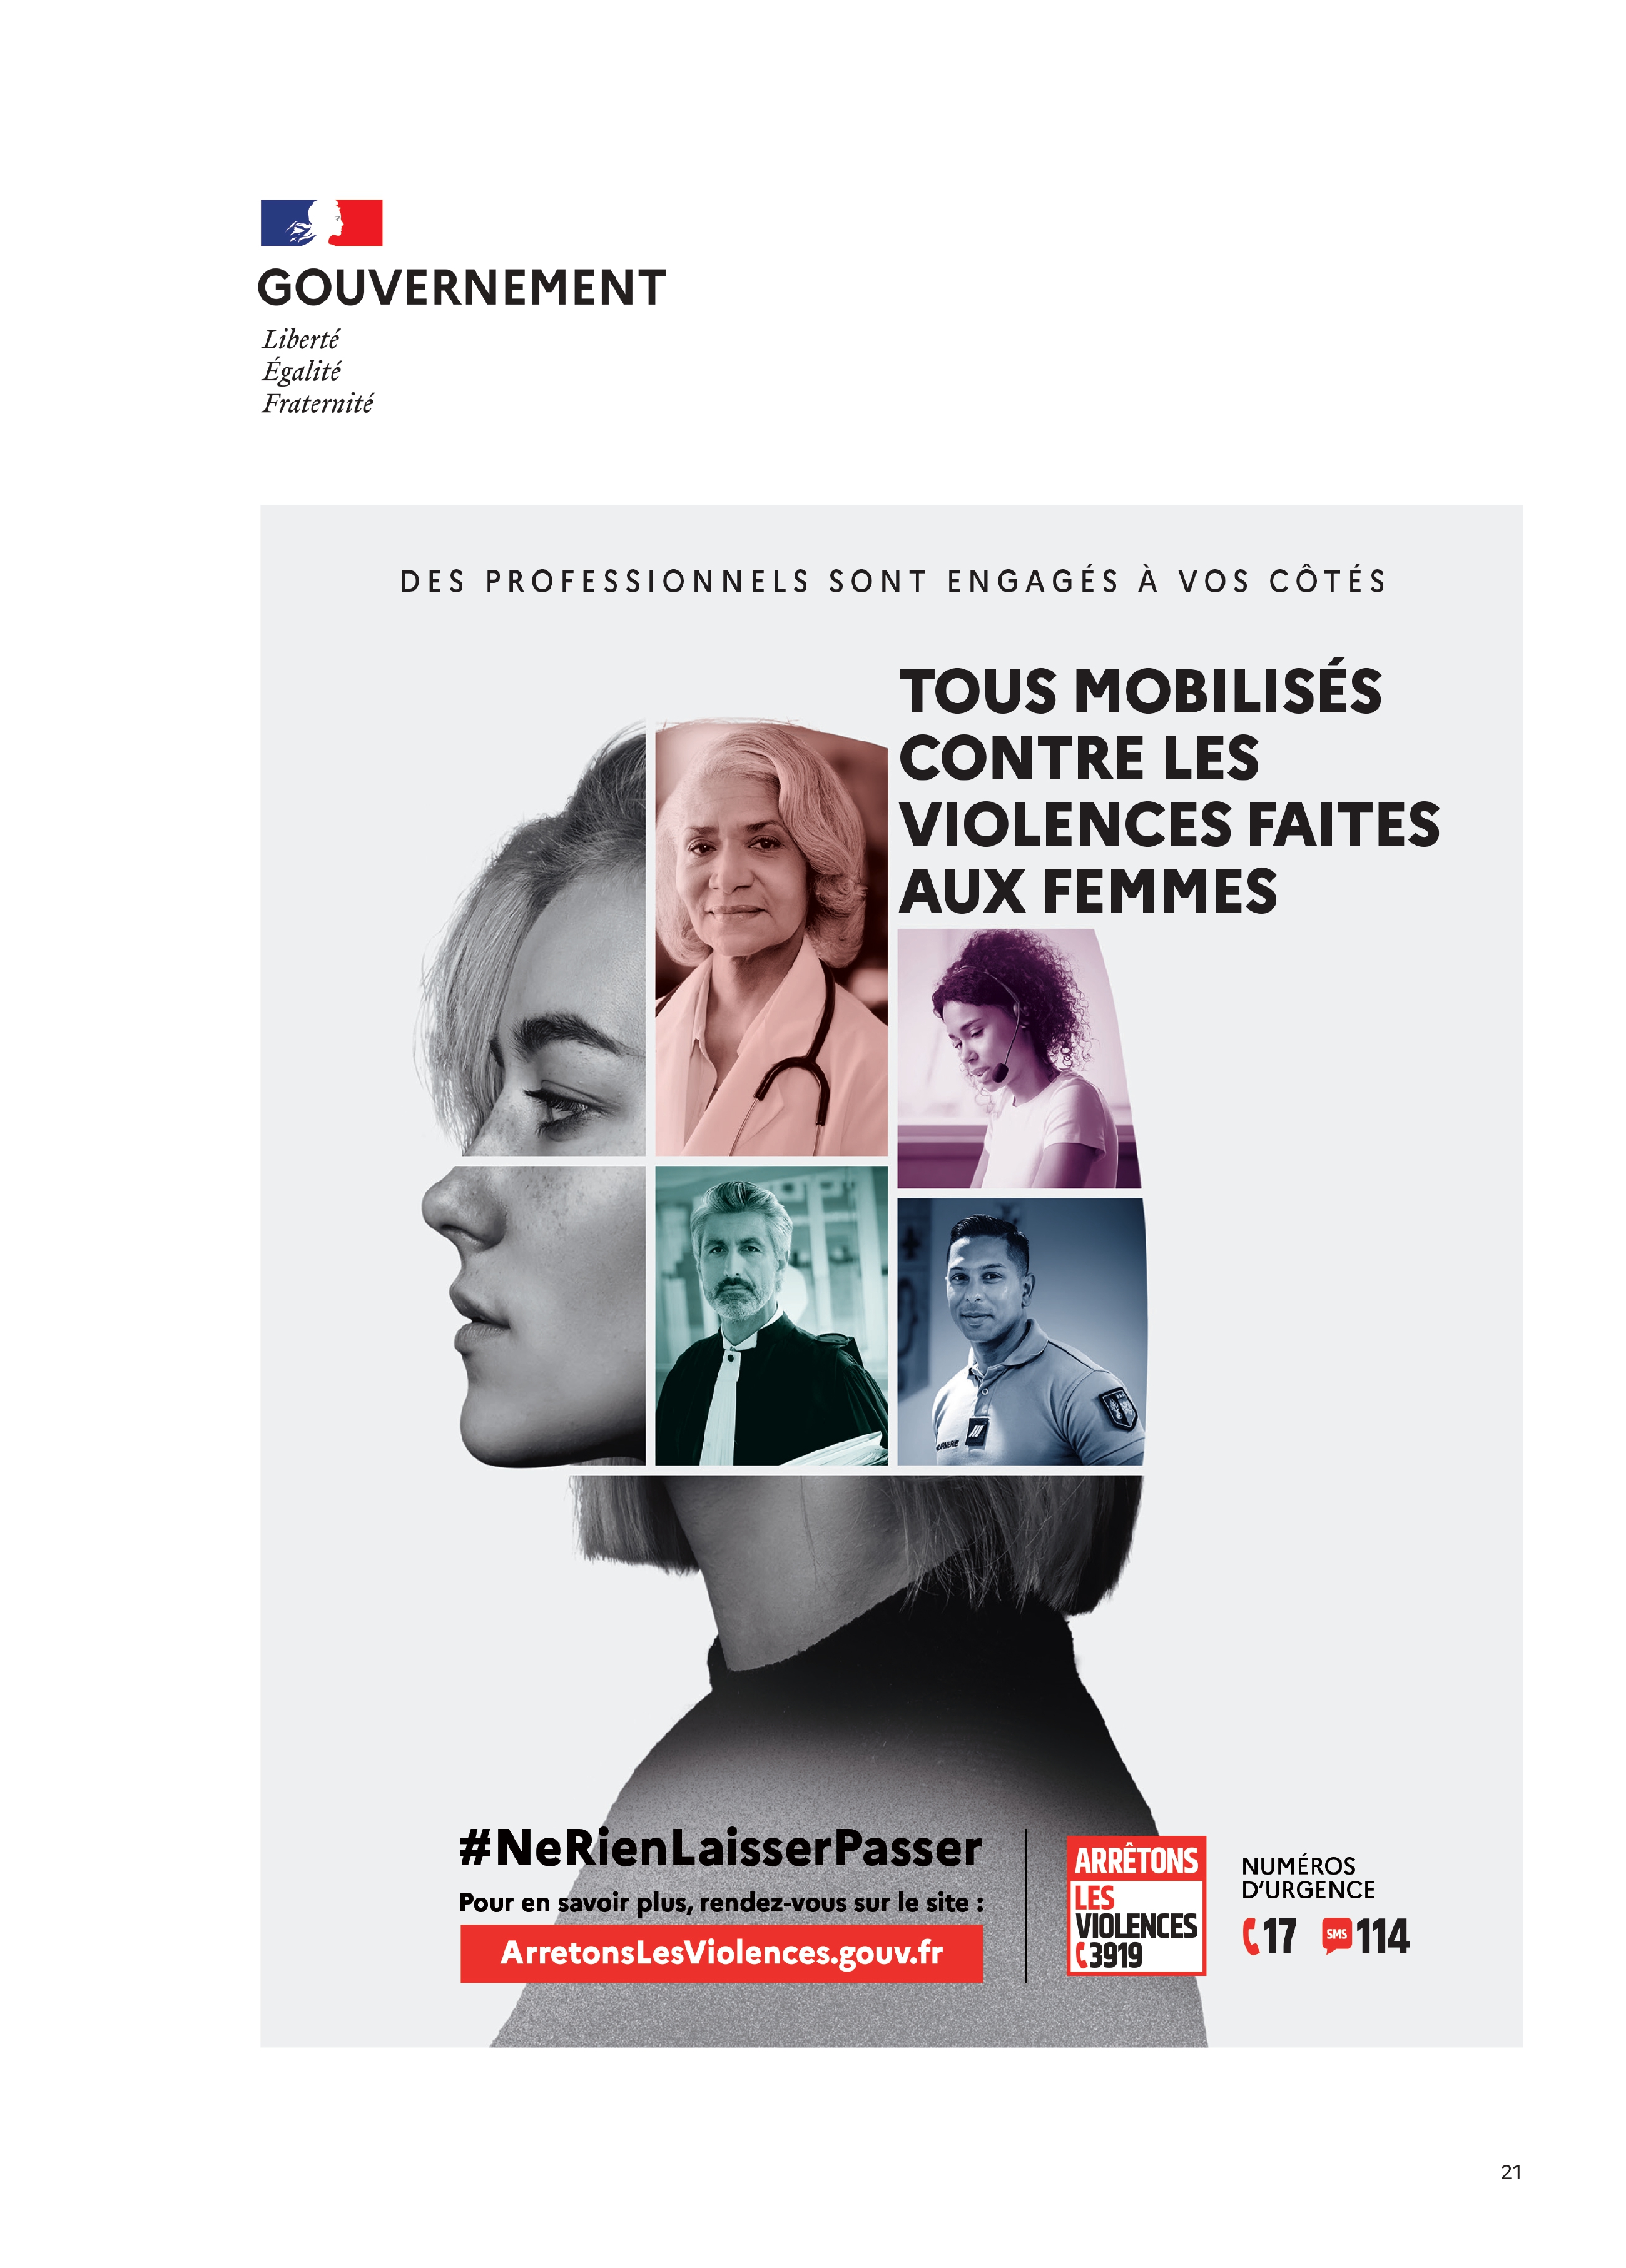 GOUVERNEMENT
Liberté
Égalité
Fraternité
DES PROFESSIONNELS SONT ENGAGÉS À VOS CÔTÉS
TOUS MOBILISÉS
CONTRE LES
VIOLENCES FAITES
AUX FEMMES
#NeRienLaisserPasser
Pour en savoir plus, rendez-vous sur le site :
ArretonsLesViolences.gouv.fr
ARRÊTONS
LES
VIOLENCES
3919
NUMÉROS
D'URGENCE
17 SMS 114
21